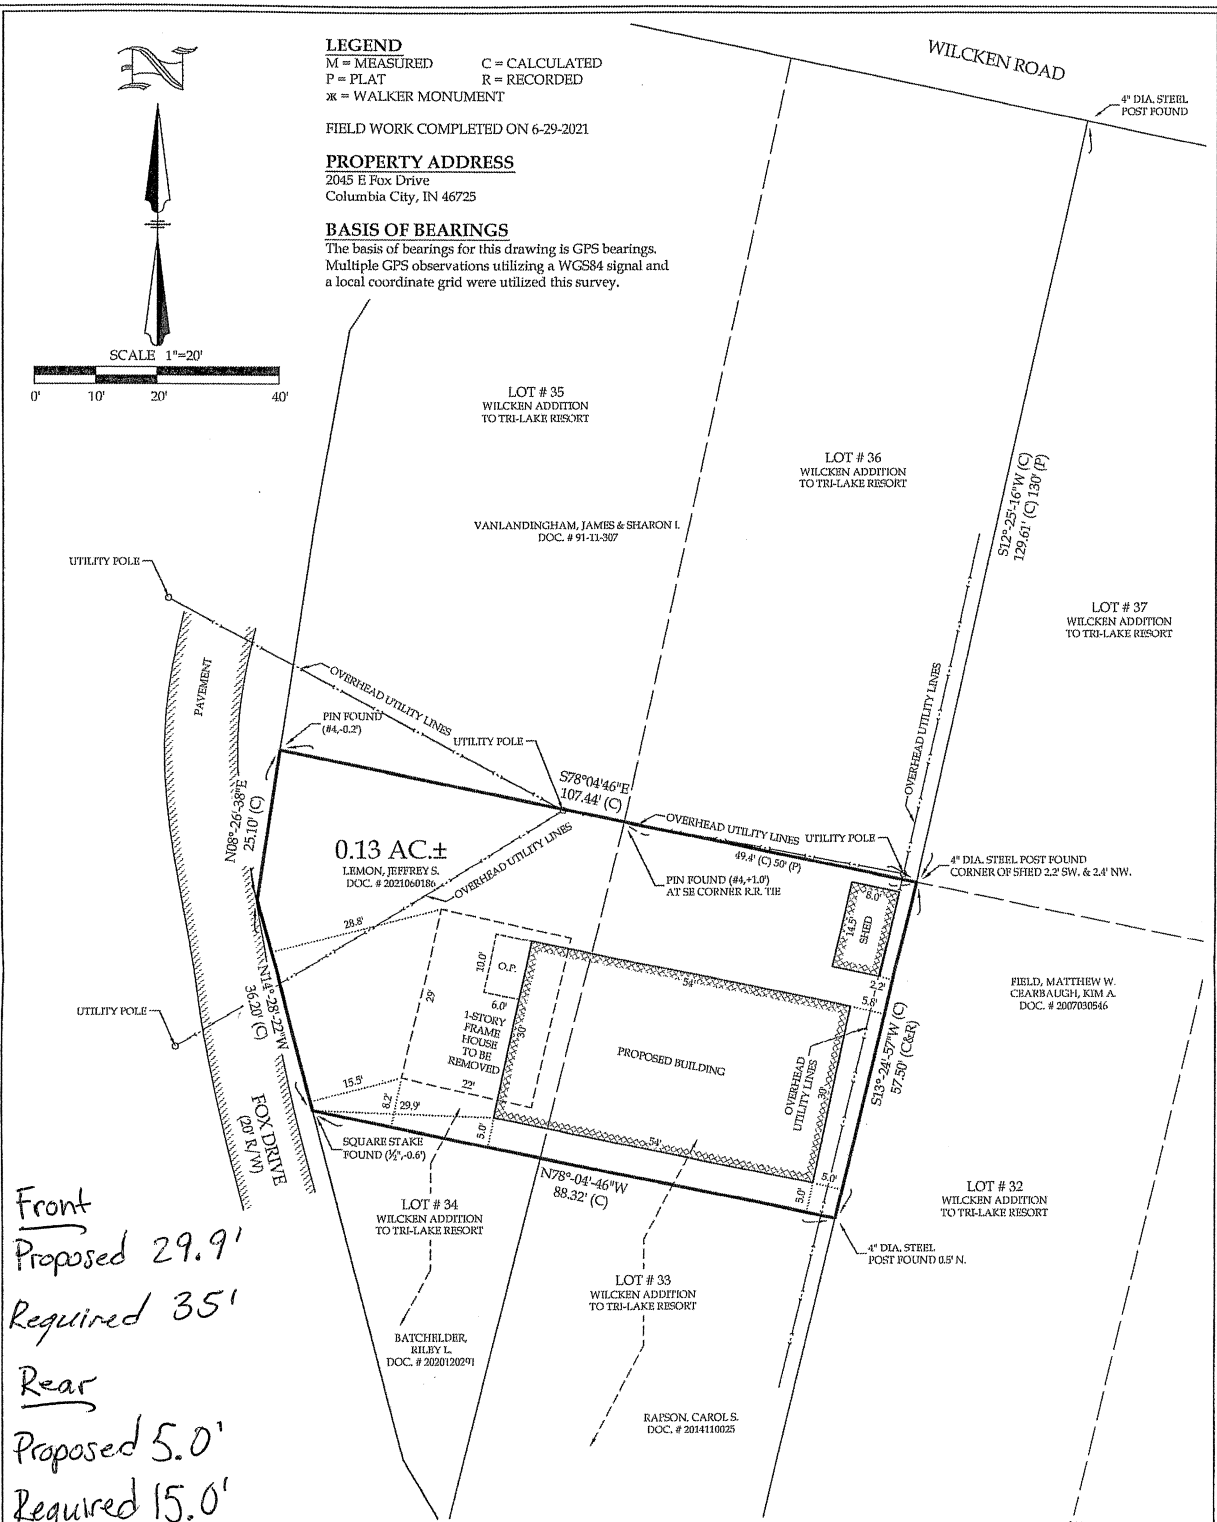 N
LEGEND
M = MEASURED C = CALCULATED
P = PLAT R = RECORDED
= WALKER MONUMENT
FIELD WORK COMPLETED ON 6-29-2021
PROPERTY ADDRESS
2045 E Fox Drive
Columbia City, IN 46725
BASIS OF BEARINGS
The basis of bearings for this drawing is GPS bearings.
Multiple GPS observations utilizing a WGS84 signal and
a local coordinate grid were utilized this survey.
SCALE 1"=20'
0' 10' 20' 40'
WILCKEN ROAD
4" DIA. STEEL
POST FOUND
LOT # 35
WILCKEN ADDITION
TO TRI-LAKE RESORT
LOT # 36
WILCKEN ADDITION
TO TRI-LAKE RESORT
S12°-25'-16"W (C)
129.61' (C) 130' (P)
VANLANDINGHAM, JAMES & SHARON I.
DOC. # 91-11-307
UTILITY POLE
LOT # 37
WILCKEN ADDITION
TO TRI-LAKE RESORT
PAVEMENT
OVERHEAD UTILITY LINES
PIN FOUND
(#4,-0.2')
UTILITY POLE
OVERHEAD UTILITY LINES
S78°04'46"E
107.44' (C)
N08°-26'-38"E
25.10' (C)
0.13 AC.±
LEMON, JEFFREY S.
DOC. # 2021060186
OVERHEAD UTILITY LINES
OVERHEAD UTILITY LINES
UTILITY POLE
49.4' (C) 50' (P)
PIN FOUND (#4,+1.0')
AT SE CORNER R.R. TIE
4" DIA. STEEL POST FOUND
CORNER OF SHED 2.2' SW. & 2.4' NW.
8.0'
14.5'
SHED
28.8'
10.0'
O.P.
6.0'
29'
1-STORY
FRAME
HOUSE
TO BE
REMOVED
30'
54'
2.2'
5.8'
FIELD, MATTHEW W.
CEARBAUGH, KIM A.
DOC. # 2007030546
UTILITY POLE
N14°-28'-22"W
36.20' (C)
PROPOSED BUILDING
OVERHEAD
UTILITY LINES
30'
S13°-24'-57"W (C)
57.50' (C&R)
15.5'
22'
8.2'
29.9'
5.0'
54'
FOX DRIVE
(20' R/W)
SQUARE STAKE
FOUND (½",-0.6')
N78°-04'-46"W
88.32' (C)
5.0'
5.0'
LOT # 34
WILCKEN ADDITION
TO TRI-LAKE RESORT
LOT # 32
WILCKEN ADDITION
TO TRI-LAKE RESORT
4" DIA. STEEL
POST FOUND 0.5' N.
LOT # 33
WILCKEN ADDITION
TO TRI-LAKE RESORT
BATCHELDER,
RILEY L.
DOC. # 2020120291
RAPSON, CAROL S.
DOC. # 2014110025
Front
Proposed 29.9'
Required 35'
Rear
Proposed 5.0'
Required 15.0'